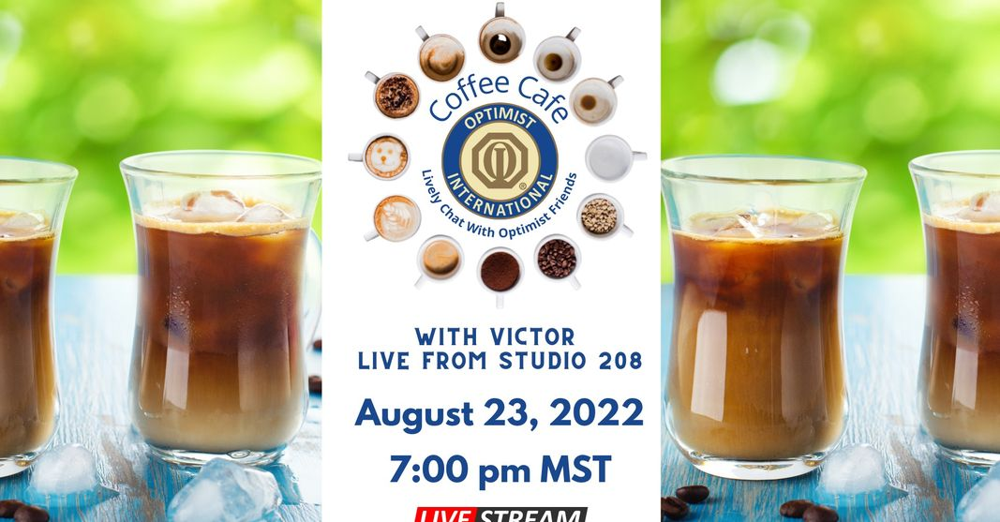 Coffee Cafe
OPTIMIST
INTERNATIONAL
®
Lively Chat With Optimist Friends
WITH VICTOR
LIVE FROM STUDIO 208
August 23, 2022
7:00 pm MST
LIVE STREAM